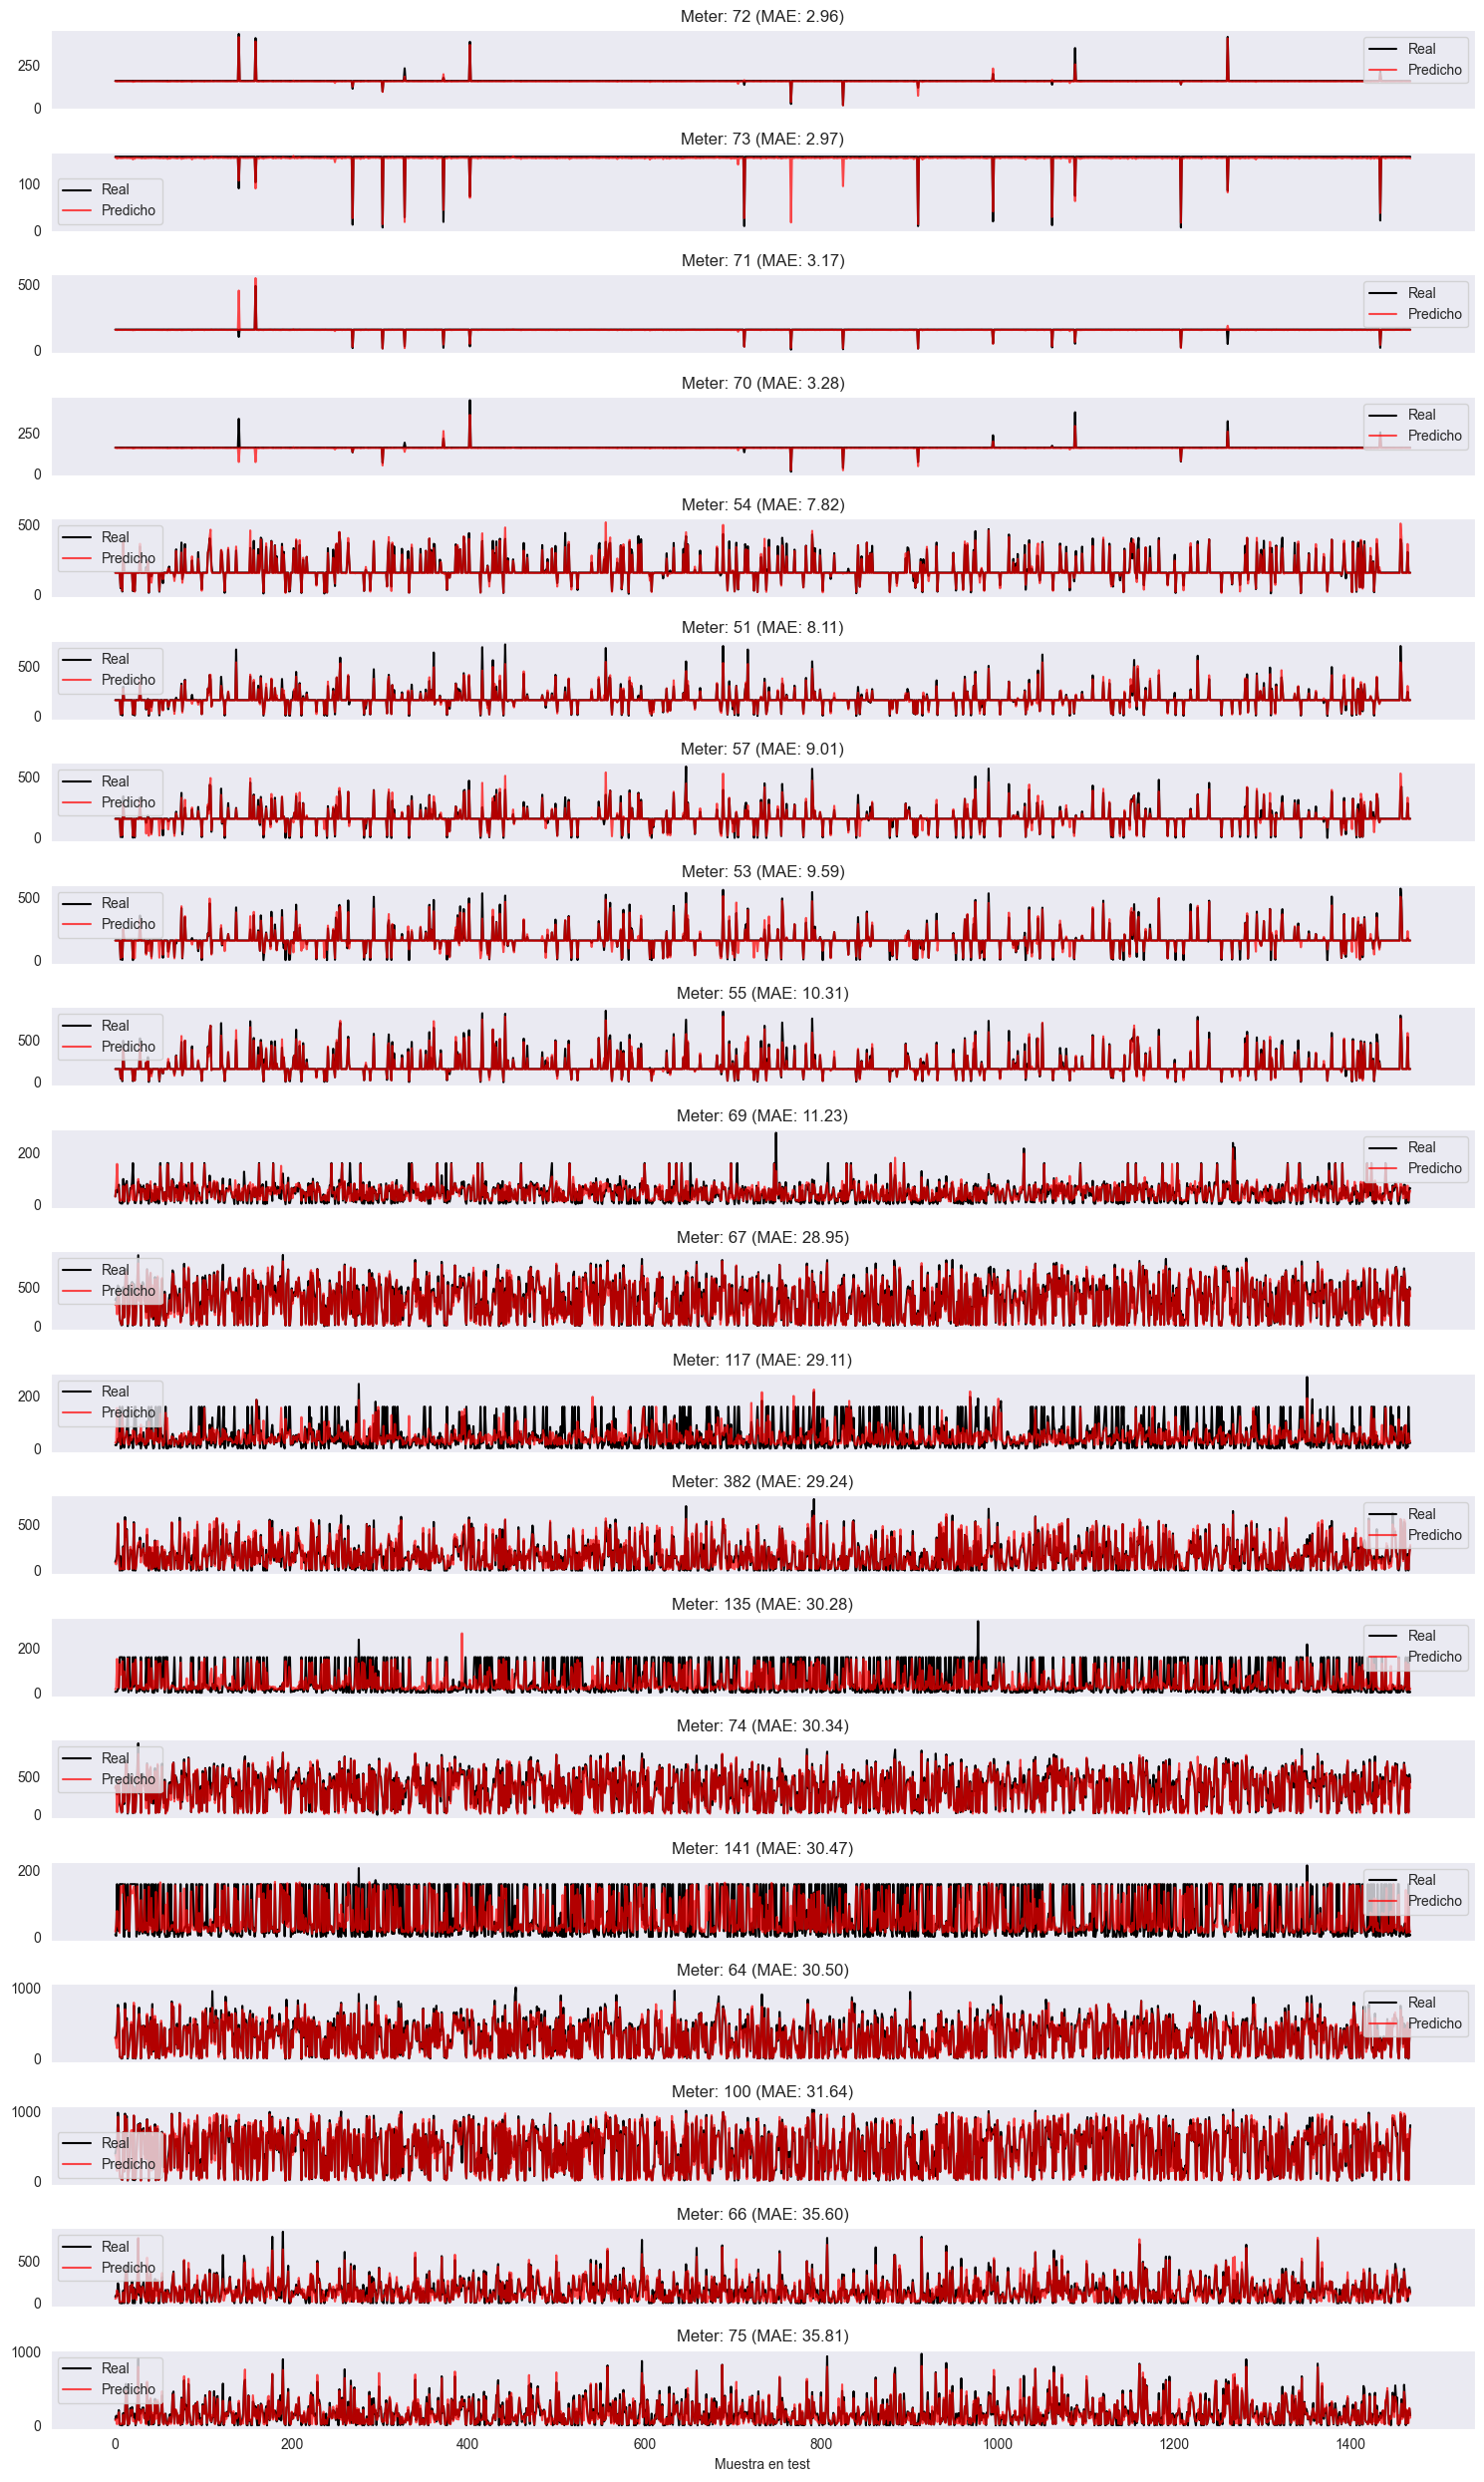 Meter: 72 (MAE: 2.96)
250
0
Real
Predicho
Meter: 73 (MAE: 2.97)
100
0
Real
Predicho
Meter: 71 (MAE: 3.17)
500
0
Real
Predicho
Meter: 70 (MAE: 3.28)
250
0
Real
Predicho
Meter: 54 (MAE: 7.82)
500
0
Real
Predicho
Meter: 51 (MAE: 8.11)
500
0
Real
Predicho
Meter: 57 (MAE: 9.01)
500
0
Real
Predicho
Meter: 53 (MAE: 9.59)
500
0
Real
Predicho
Meter: 55 (MAE: 10.31)
500
0
Real
Predicho
Meter: 69 (MAE: 11.23)
200
0
Real
Predicho
Meter: 67 (MAE: 28.95)
500
0
Real
Predicho
Meter: 117 (MAE: 29.11)
200
0
Real
Predicho
Meter: 382 (MAE: 29.24)
500
0
Real
Predicho
Meter: 135 (MAE: 30.28)
200
0
Real
Predicho
Meter: 74 (MAE: 30.34)
500
0
Real
Predicho
Meter: 141 (MAE: 30.47)
200
0
Real
Predicho
Meter: 64 (MAE: 30.50)
1000
0
Real
Predicho
Meter: 100 (MAE: 31.64)
1000
0
Real
Predicho
Meter: 66 (MAE: 35.60)
500
0
Real
Predicho
Meter: 75 (MAE: 35.81)
1000
0
Real
Predicho
0 200 400 600 800 1000 1200 1400
Muestra en test